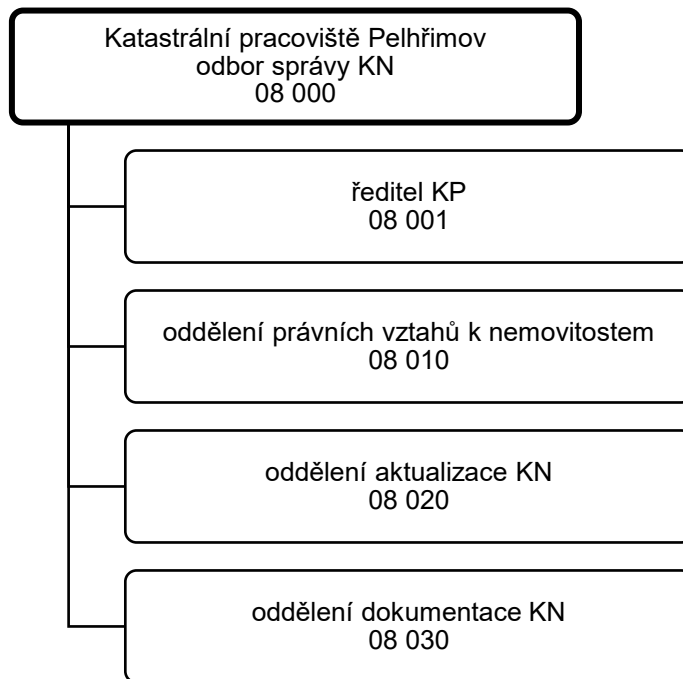 Katastrální pracoviště Pelhřimov
odbor správy KN
08 000
ředitel KP
08 001
oddělení právních vztahů k nemovitostem
08 010
oddělení aktualizace KN
08 020
oddělení dokumentace KN
08 030